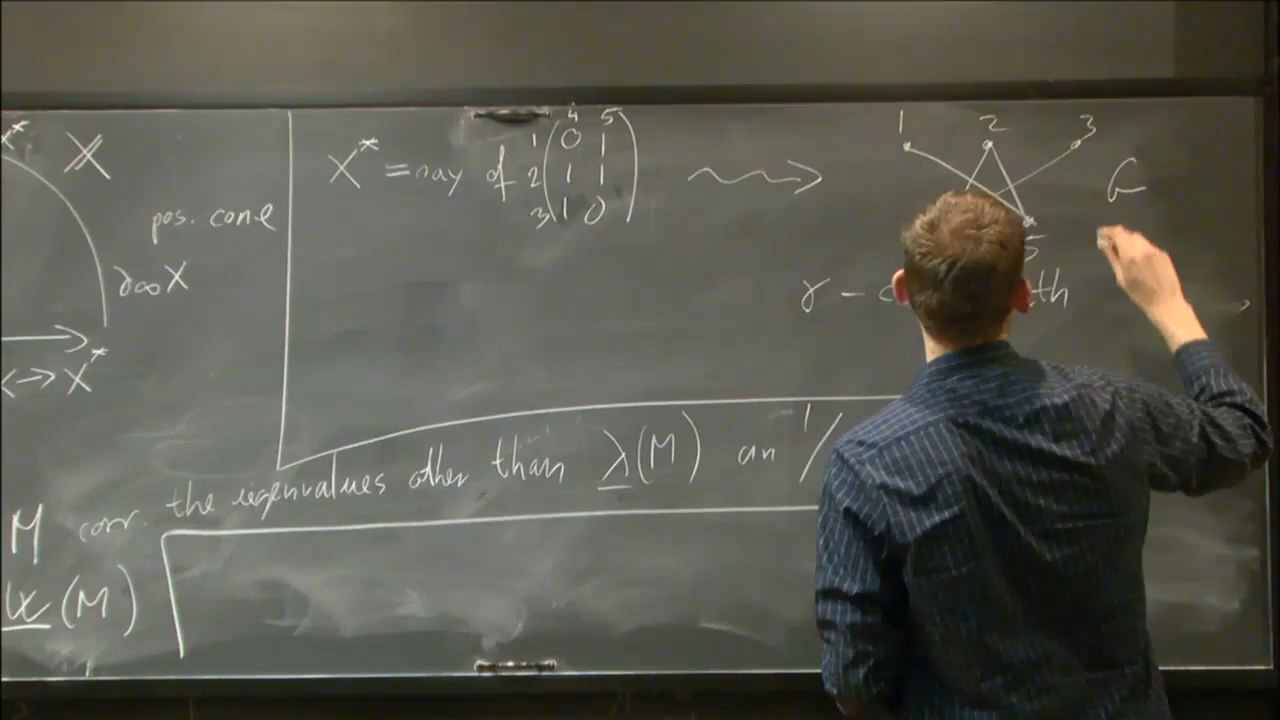 X* X
pos. cone
∂∞X
↔ X*
X* = ray of
4 5
1 0 1
2 1 1
3 1 0
1 2 3
5
G
γ -
th
M corr. the eigenvalues other than λ(M) an 1/
(M)